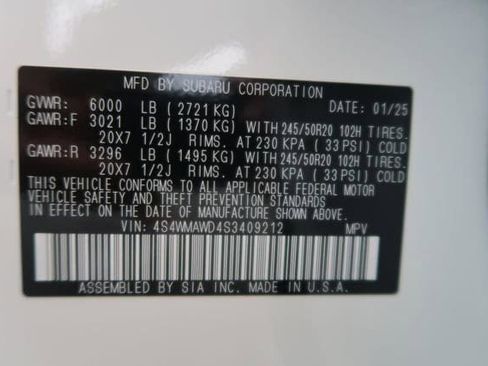 MFD BY SUBARU CORPORATION
GVWR: 6000 LB ( 2721 KG) DATE: 01/25
GAWR:F 3021 LB ( 1370 KG) WITH 245/50R20 102H TIRES.
20X7 1/2J RIMS. AT 230 KPA ( 33 PSI) COLD
GAWR:R 3296 LB ( 1495 KG) WITH 245/50R20 102H TIRES.
20X7 1/2J RIMS. AT 230 KPA ( 33 PSI) COLD
THIS VEHICLE CONFORMS TO ALL APPLICABLE FEDERAL MOTOR
VEHICLE SAFETY AND THEFT PREVENTION STANDARDS
IN EFFECT ON THE DATE OF MANUFACTURE SHOWN ABOVE.
VIN: 4S4WMAWD4S3409212 MPV
ASSEMBLED BY SIA INC. MADE IN U.S.A.